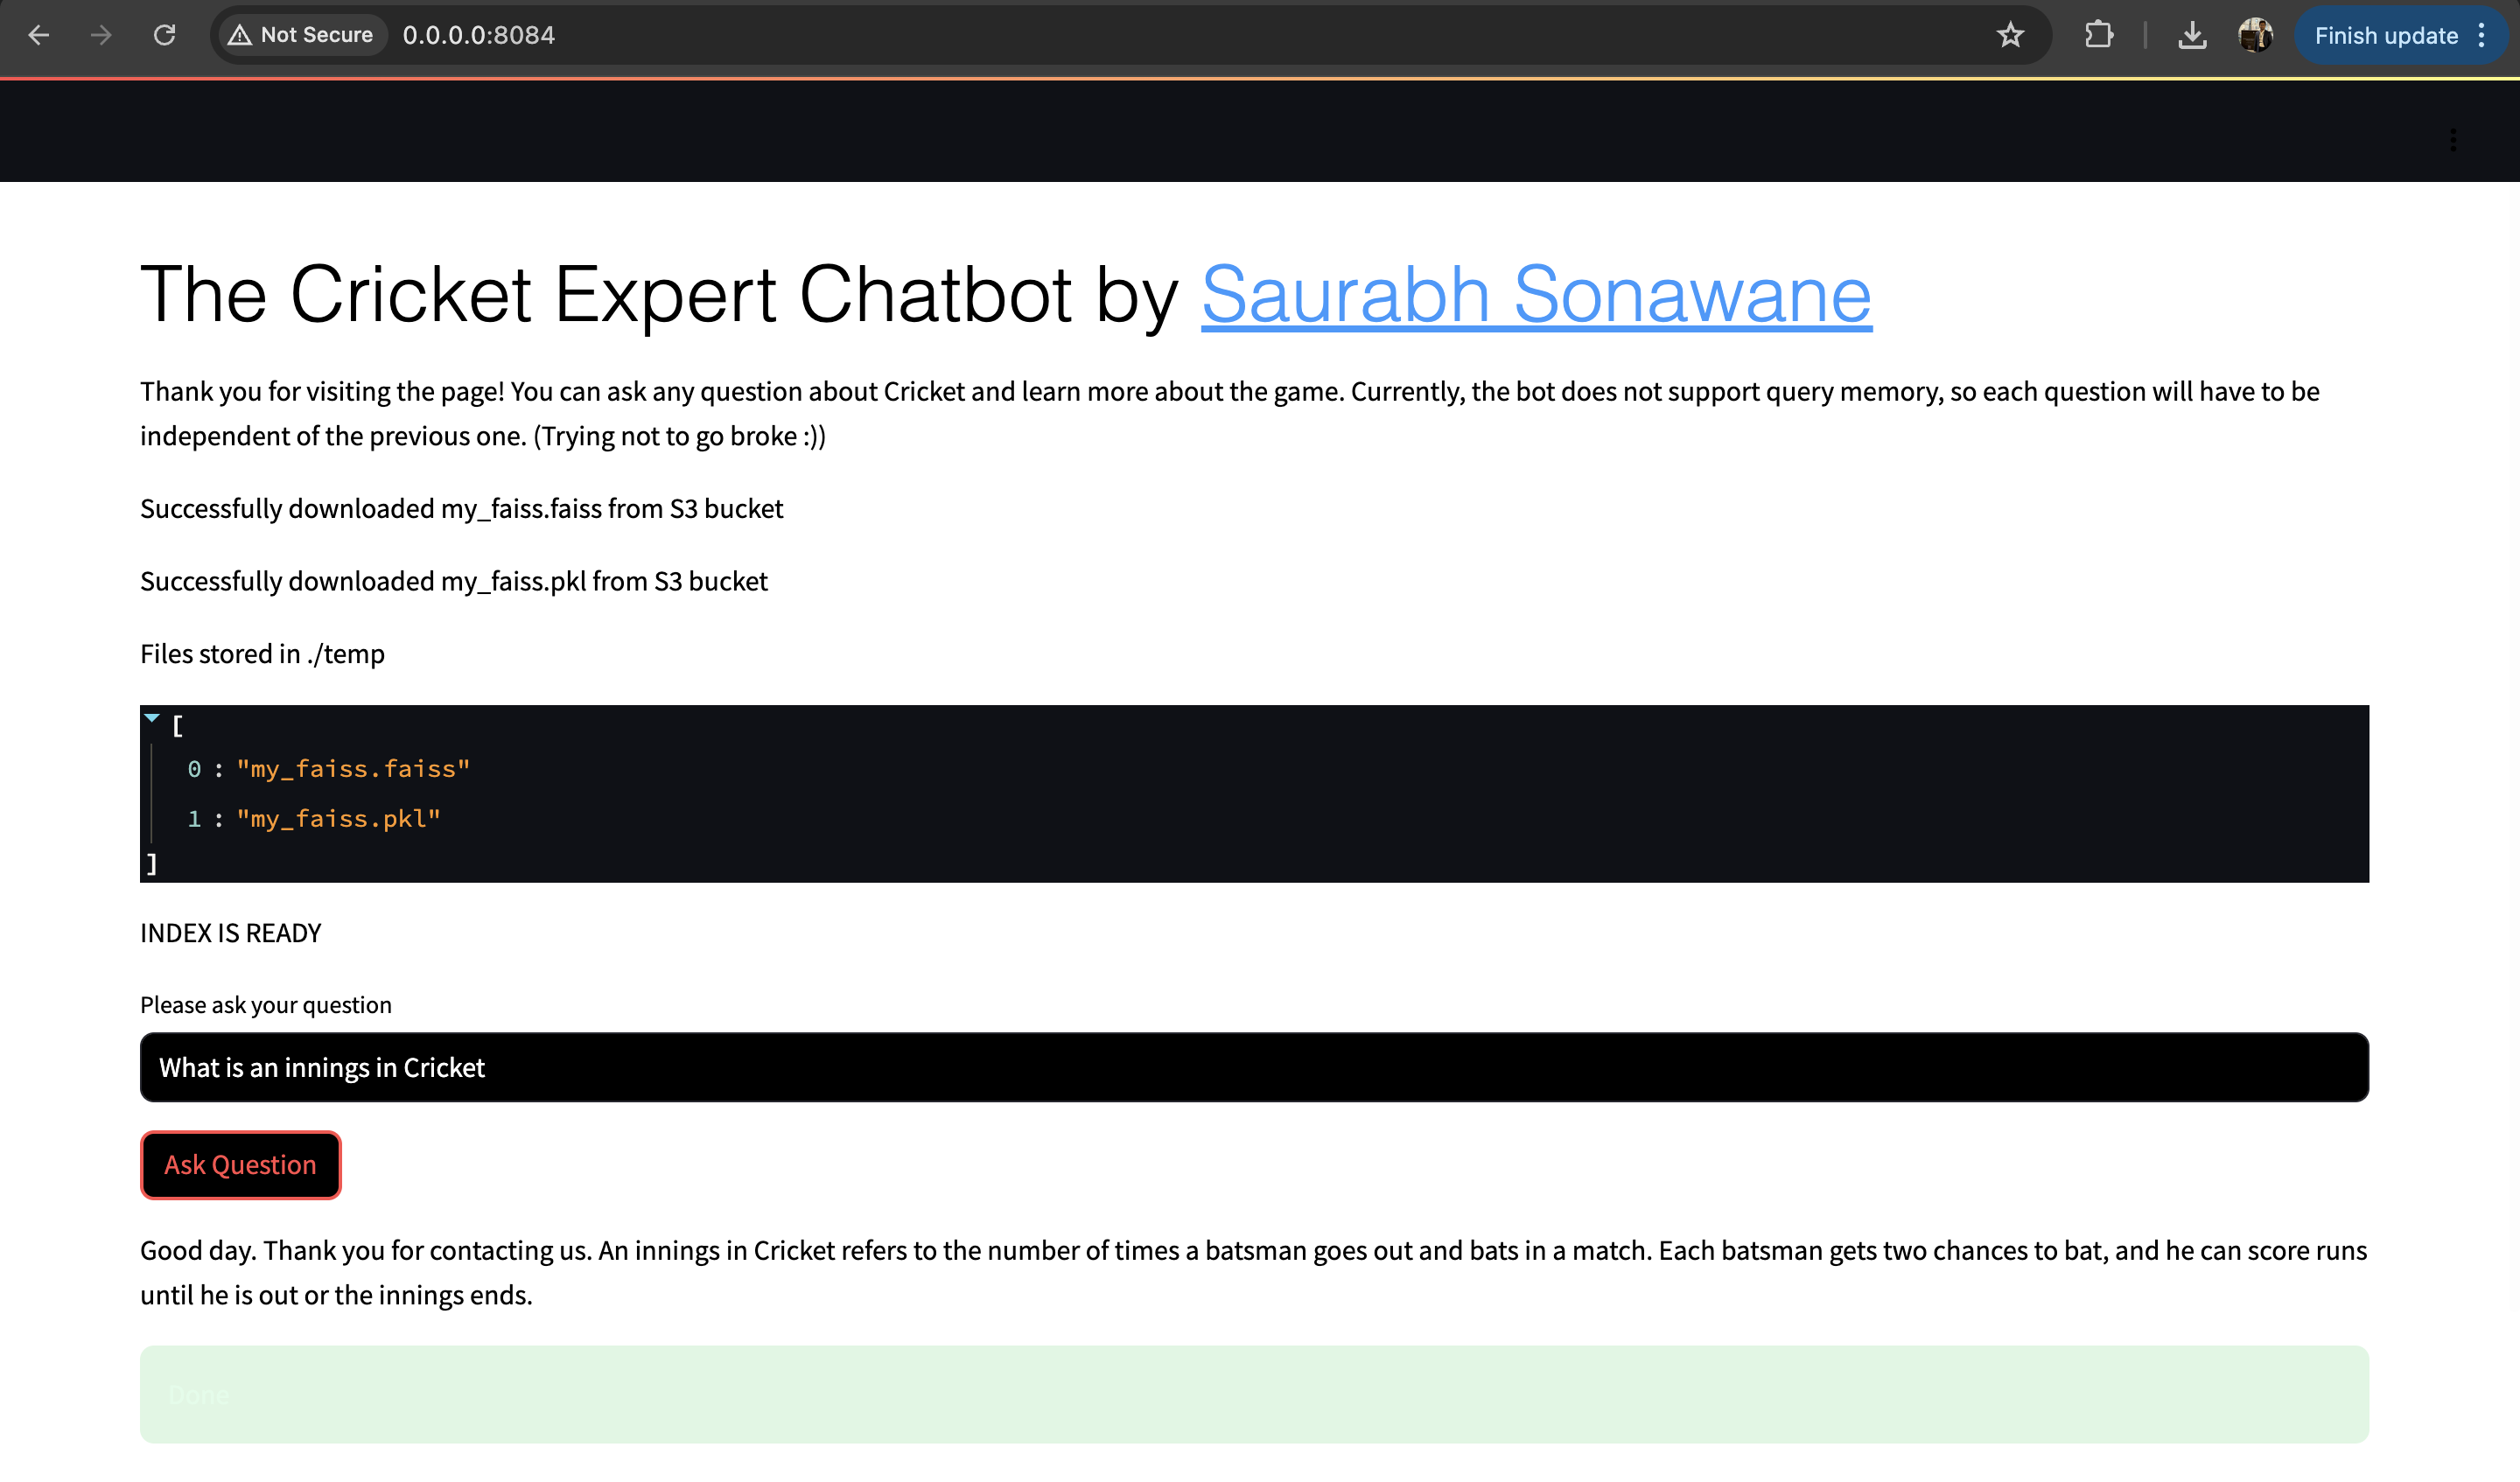 Not Secure 0.0.0.0:8084 Finish update
The Cricket Expert Chatbot by Saurabh Sonawane
Thank you for visiting the page! You can ask any question about Cricket and learn more about the game. Currently, the bot does not support query memory, so each question will have to be
independent of the previous one. (Trying not to go broke :))
Successfully downloaded my_faiss.faiss from S3 bucket
Successfully downloaded my_faiss.pkl from S3 bucket
Files stored in ./temp
[
0 : "my_faiss.faiss"
1 : "my_faiss.pkl"
]
INDEX IS READY
Please ask your question
What is an innings in Cricket
Ask Question
Good day. Thank you for contacting us. An innings in Cricket refers to the number of times a batsman goes out and bats in a match. Each batsman gets two chances to bat, and he can score runs
until he is out or the innings ends.
Done